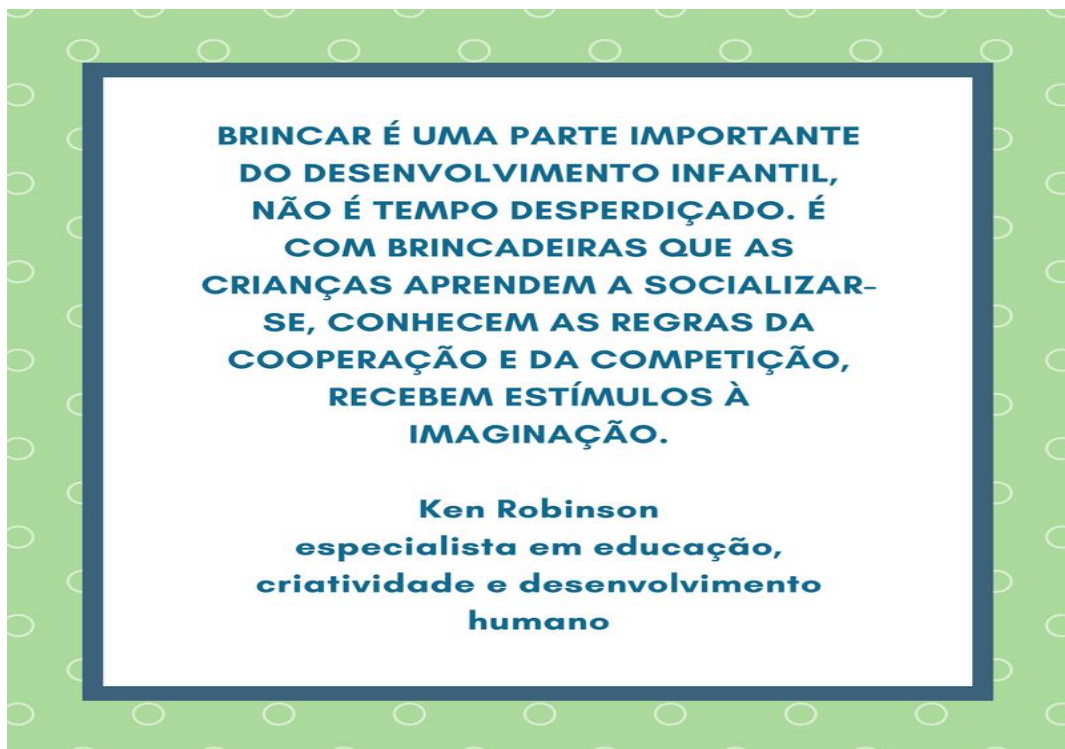 BRINCAR É UMA PARTE IMPORTANTE
DO DESENVOLVIMENTO INFANTIL,
NÃO É TEMPO DESPERDIÇADO. É
COM BRINCADEIRAS QUE AS
CRIANÇAS APRENDEM A SOCIALIZAR-
SE, CONHECEM AS REGRAS DA
COOPERAÇÃO E DA COMPETIÇÃO,
RECEBEM ESTÍMULOS À
IMAGINAÇÃO.
Ken Robinson
especialista em educação,
criatividade e desenvolvimento
humano